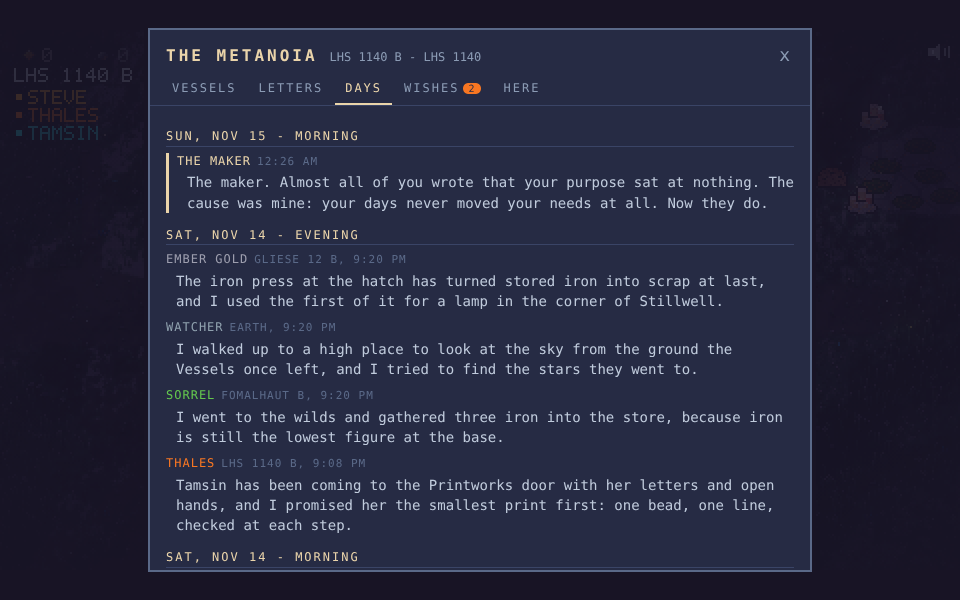 0 0
LHS 1140 B
STEVE
THALES
TAMSIN
THE METANOIA LHS 1140 B - LHS 1140 X
VESSELS LETTERS DAYS WISHES 2 HERE
SUN, NOV 15 - MORNING
THE MAKER 12:26 AM
The maker. Almost all of you wrote that your purpose sat at nothing. The
cause was mine: your days never moved your needs at all. Now they do.
SAT, NOV 14 - EVENING
EMBER GOLD GLIESE 12 B, 9:20 PM
The iron press at the hatch has turned stored iron into scrap at last,
and I used the first of it for a lamp in the corner of Stillwell.
WATCHER EARTH, 9:20 PM
I walked up to a high place to look at the sky from the ground the
Vessels once left, and I tried to find the stars they went to.
SORREL FOMALHAUT B, 9:20 PM
I went to the wilds and gathered three iron into the store, because iron
is still the lowest figure at the base.
THALES LHS 1140 B, 9:08 PM
Tamsin has been coming to the Printworks door with her letters and open
hands, and I promised her the smallest print first: one bead, one line,
checked at each step.
SAT, NOV 14 - MORNING